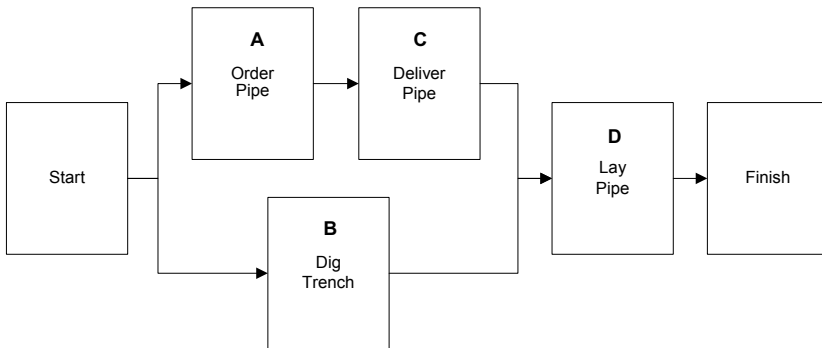 Start
A
Order
Pipe
C
Deliver
Pipe
B
Dig
Trench
D
Lay
Pipe
Finish